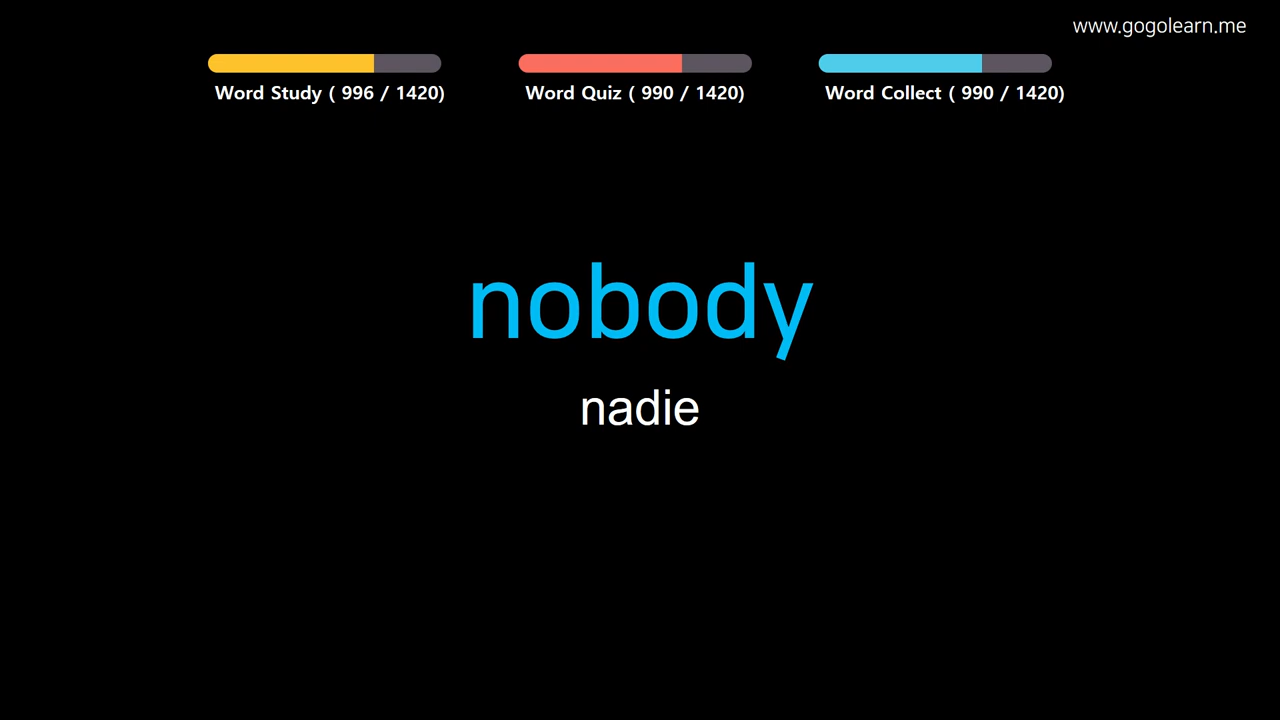 www.gogolearn.me
Word Study ( 996 / 1420)
Word Quiz ( 990 / 1420)
Word Collect ( 990 / 1420)
nobody
nadie